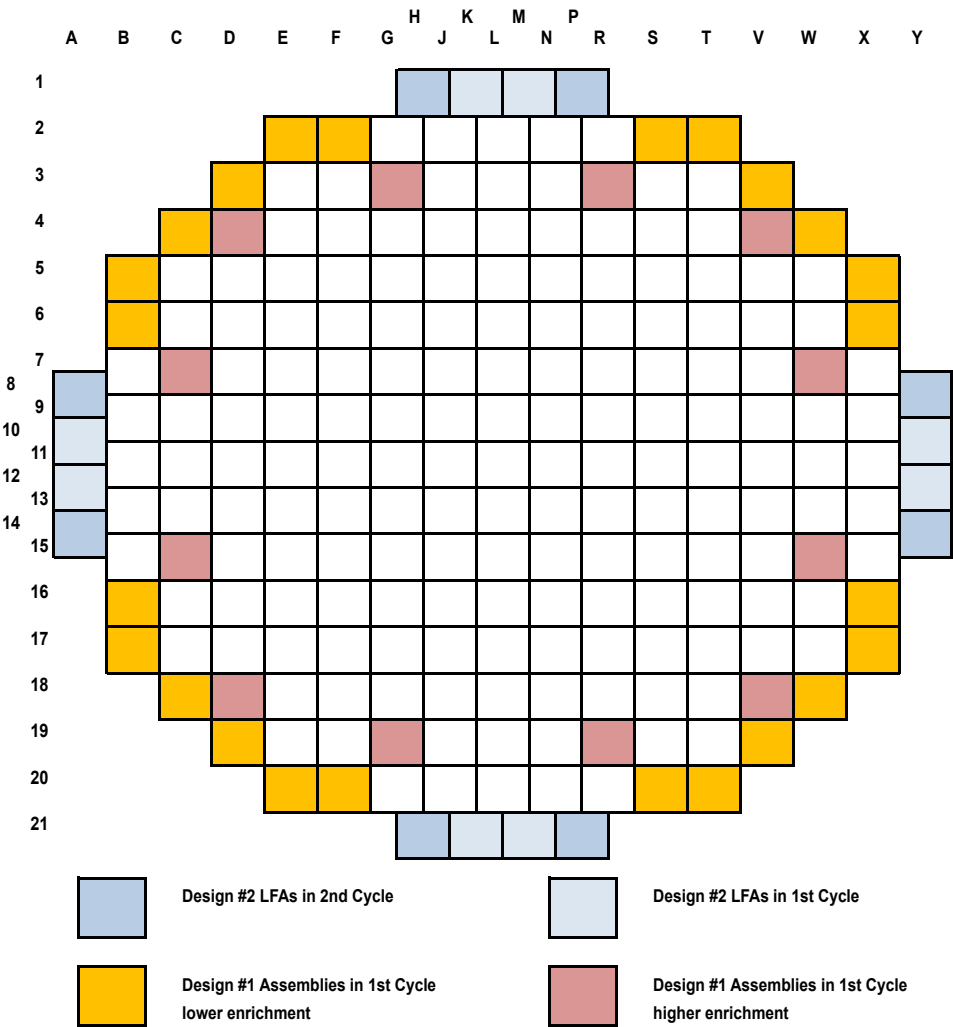 H K M P
A B C D E F G J L N R S T V W X Y
1
2
3
4
5
6
7
8
9
10
11
12
13
14
15
16
17
18
19
20
21
Design #2 LFAs in 2nd Cycle
Design #2 LFAs in 1st Cycle
Design #1 Assemblies in 1st Cycle
lower enrichment
Design #1 Assemblies in 1st Cycle
higher enrichment